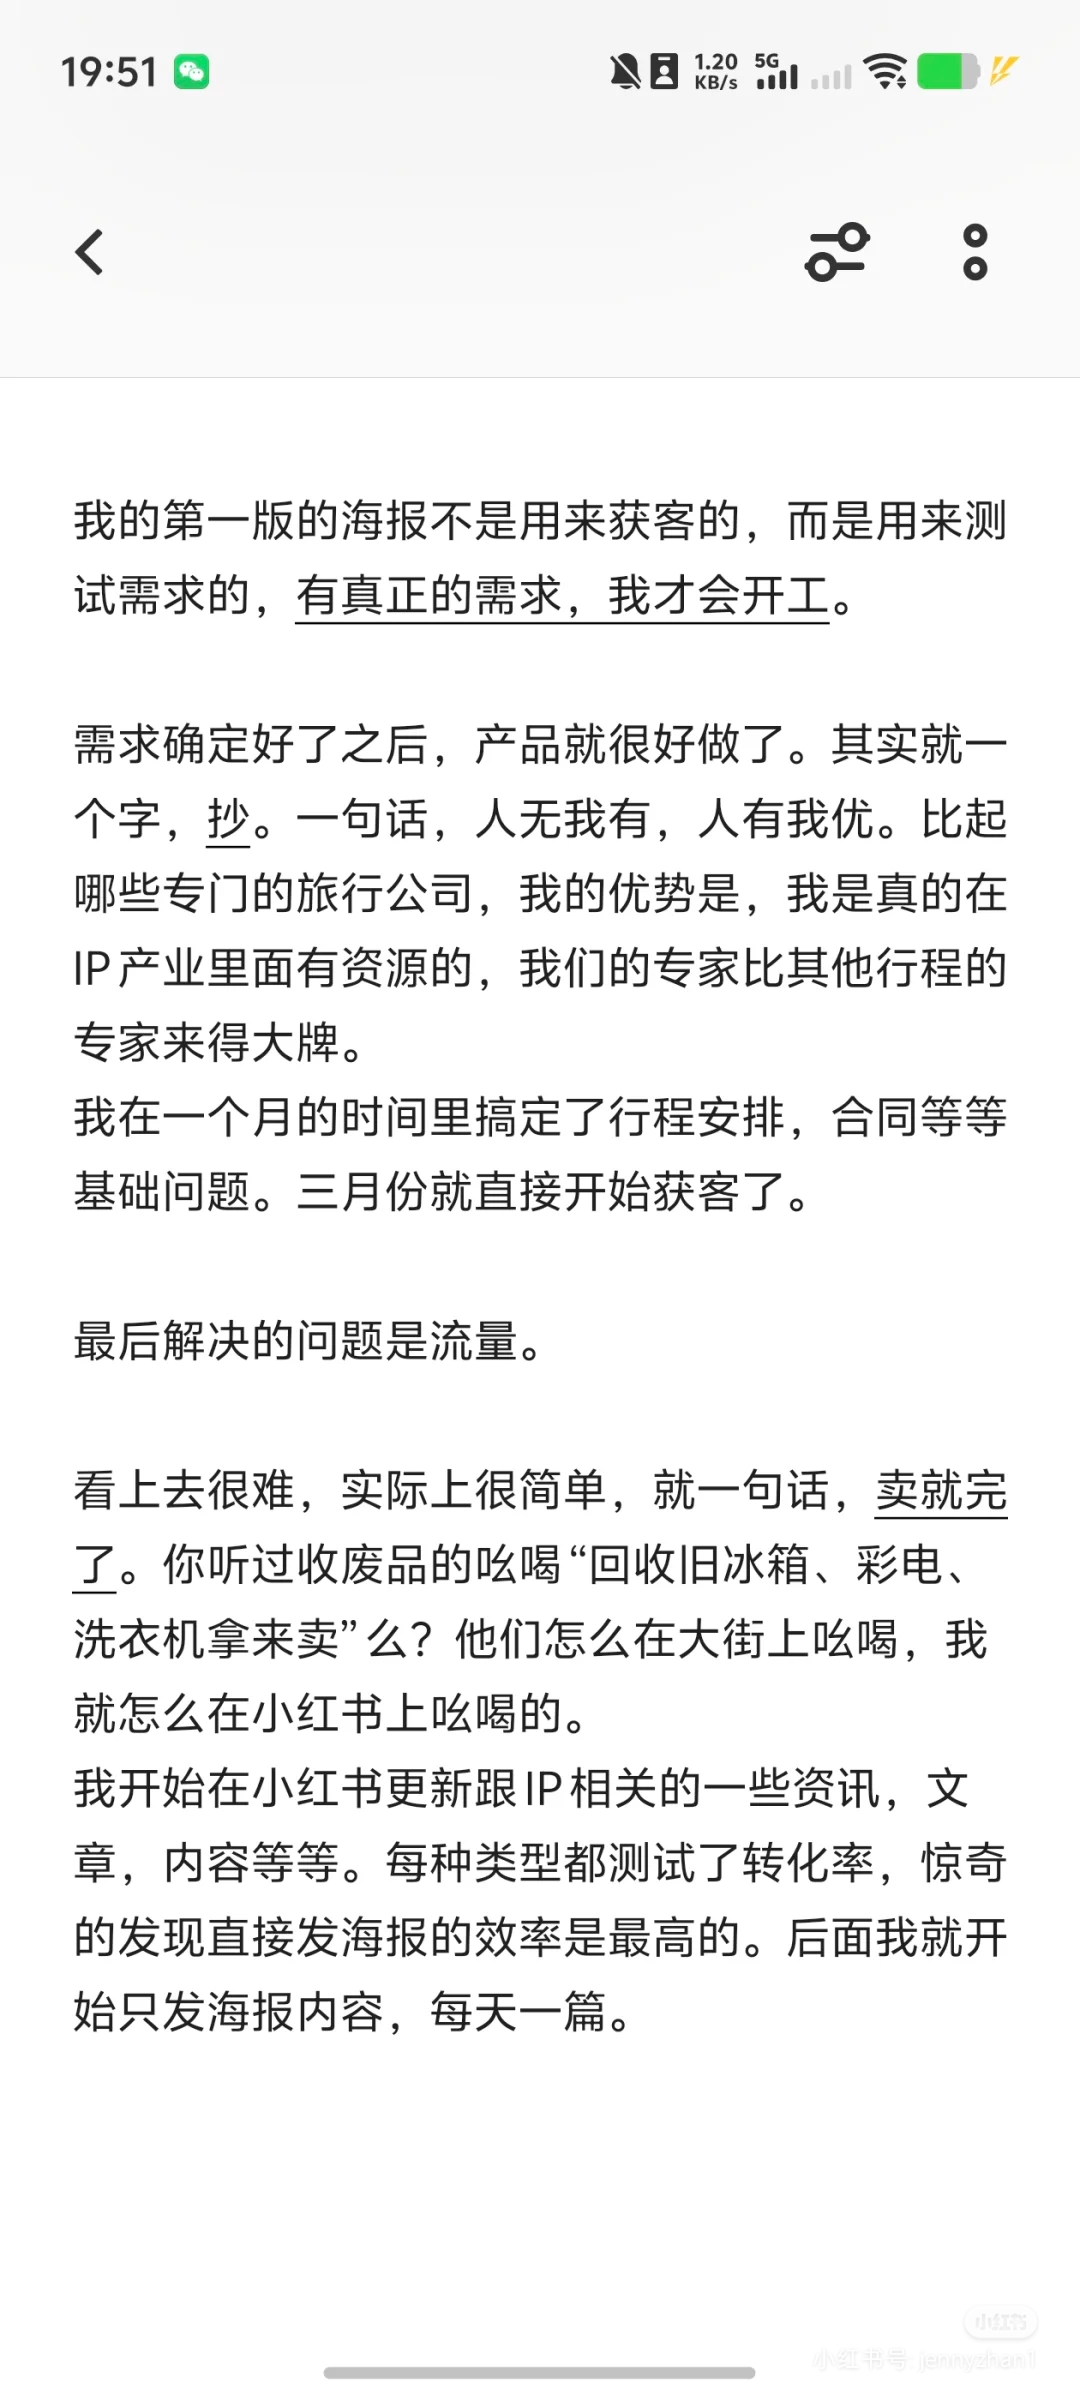 19:51
1.20 KB/s 5G
我的第一版的海报不是用来获客的，而是用来测
试需求的，有真正的需求，我才会开工。
需求确定好了之后，产品就很好做了。其实就一
个字，抄。一句话，人无我有，人有我优。比起
哪些专门的旅行公司，我的优势是，我是真的在
IP产业里面有资源的，我们的专家比其他行程的
专家来得大牌。
我在一个月的时间里搞定了行程安排，合同等等
基础问题。三月份就直接开始获客了。
最后解决的问题是流量。
看上去很难，实际上很简单，就一句话，卖就完
了。你听过收废品的吆喝“回收旧冰箱、彩电、
洗衣机拿来卖”么？他们怎么在大街上吆喝，我
就怎么在小红书上吆喝的。
我开始在小红书更新跟IP相关的一些资讯，文
章，内容等等。每种类型都测试了转化率，惊奇
的发现直接发海报的效率是最高的。后面我就开
始只发海报内容，每天一篇。
小红书
小红书号: jennyzhan1